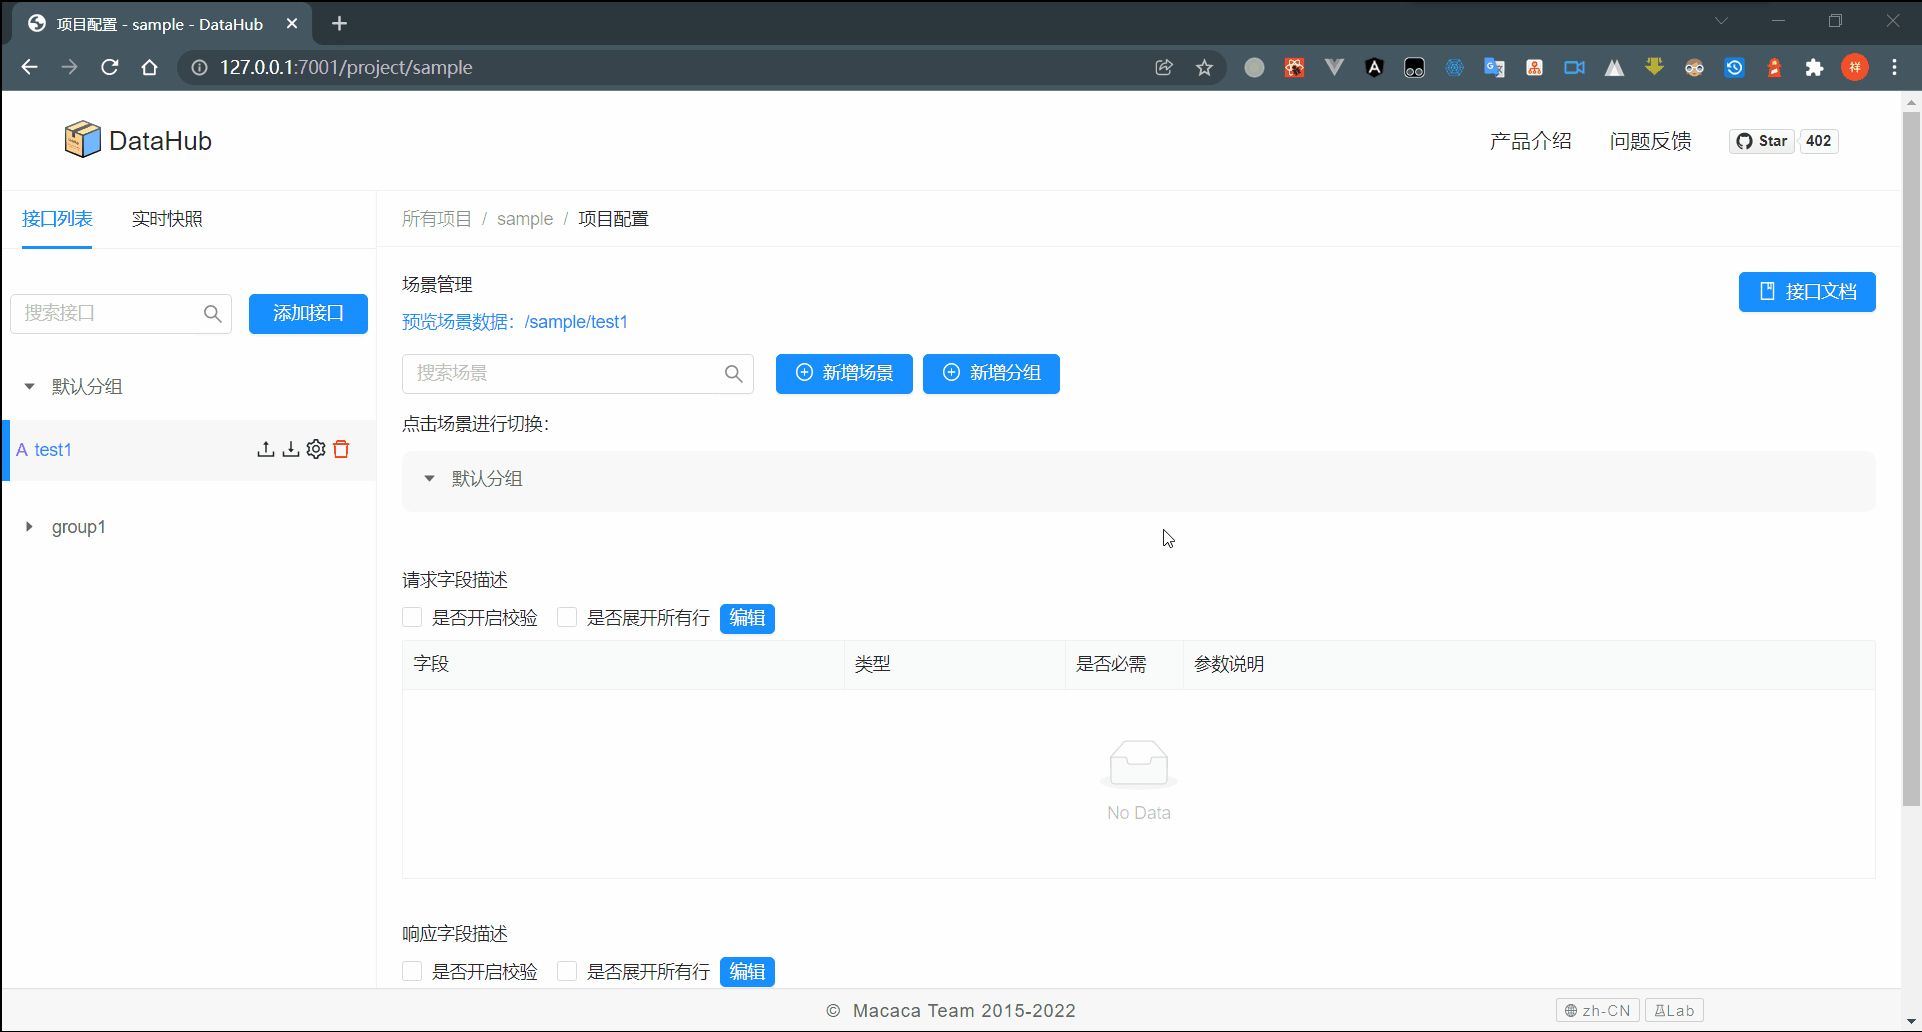 项目配置 - sample - DataHub
127.0.0.1:7001/project/sample
祥
DataHub
产品介绍 问题反馈 Star 402
接口列表 实时快照
所有项目 / sample / 项目配置
场景管理
接口文档
预览场景数据：/sample/test1
搜索接口 添加接口
搜索场景 新增场景 新增分组
默认分组
点击场景进行切换：
A test1
默认分组
group1
请求字段描述
是否开启校验 是否展开所有行 编辑
字段 类型 是否必需 参数说明
No Data
响应字段描述
是否开启校验 是否展开所有行 编辑
© Macaca Team 2015-2022
zh-CN Lab